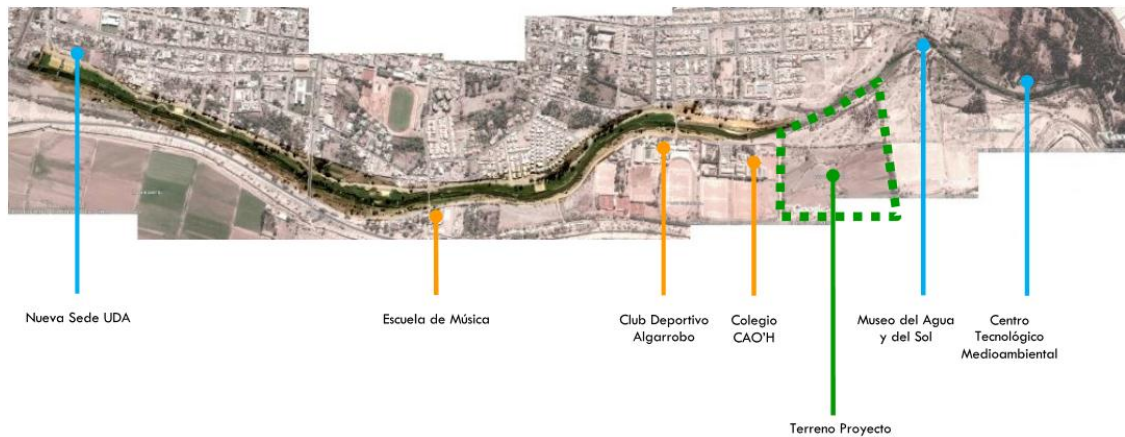 Nueva Sede UDA
Escuela de Música
Club Deportivo
Algarrobo
Colegio
CAO'H
Museo del Agua
y del Sol
Centro
Tecnológico
Medioambiental
Terreno Proyecto